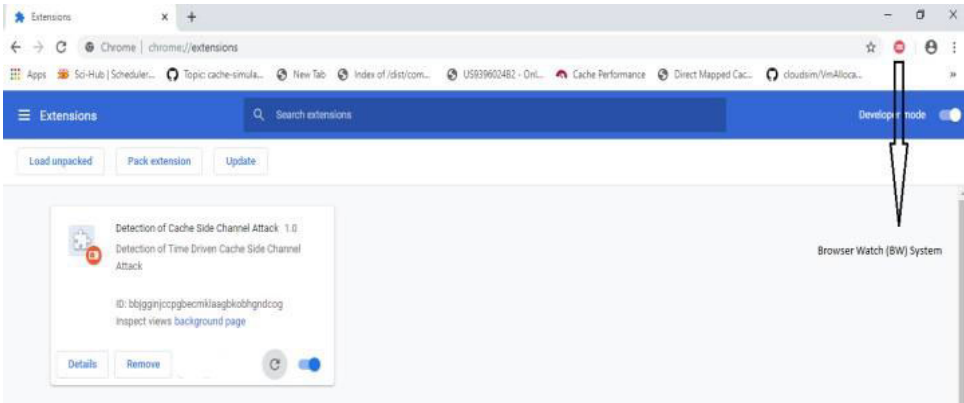 Extensions
Chrome | chrome://extensions
Apps Sci-Hub | Scheduler... Topic: cache-simula... New Tab Index of /dist/com... US9396024B2 - Onl... Cache Performance Direct Mapped Cac... cloudsim/VmAlloca... »
Extensions Search extensions Developer mode
Load unpacked Pack extension Update
Detection of Cache Side Channel Attack 1.0
Detection of Time Driven Cache Side Channel
Attack
Browser Watch (BW) System
ID: bbjgginjccpgbecmklaagbkobhgndcog
Inspect views background page
Details Remove